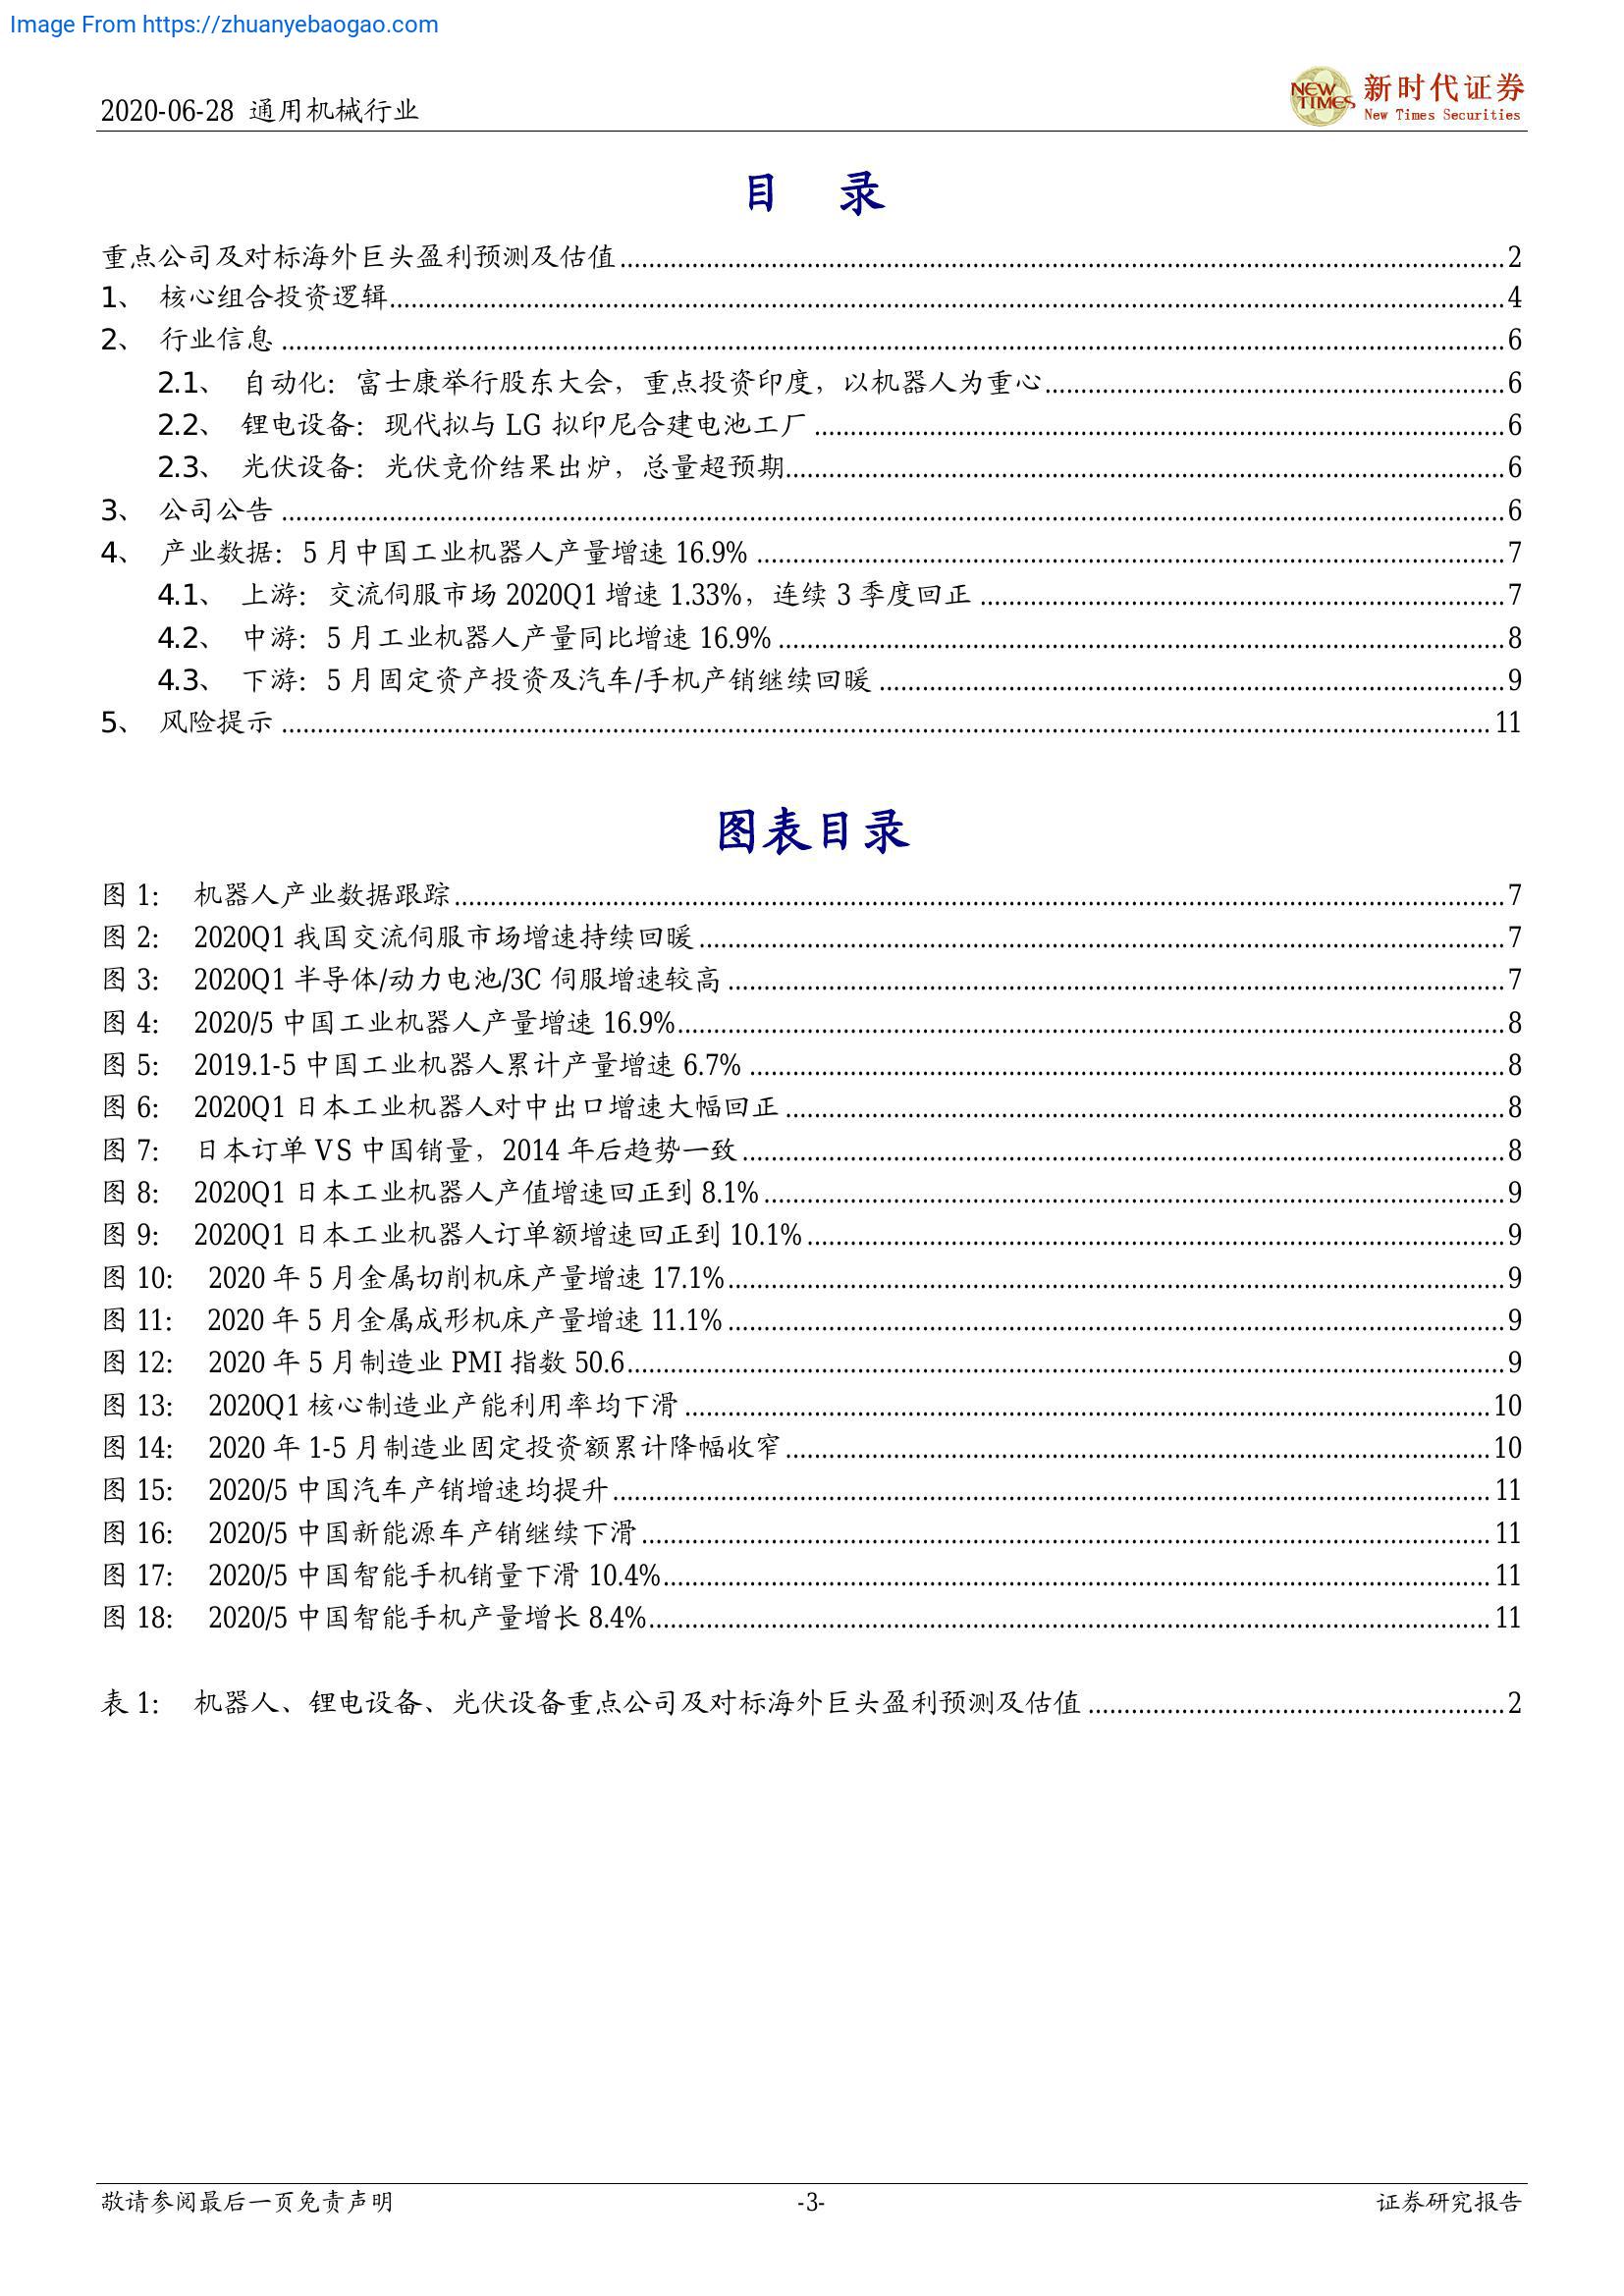 Image From https://zhuanyebaogao.com
2020-06-28 通用机械行业
NEW TIMES 新时代证券
New Times Securities
目 录
重点公司及对标海外巨头盈利预测及估值 2
1、 核心组合投资逻辑 4
2、 行业信息 6
2.1、 自动化：富士康举行股东大会，重点投资印度，以机器人为重心 6
2.2、 锂电设备：现代拟与 LG 拟印尼合建电池工厂 6
2.3、 光伏设备：光伏竞价结果出炉，总量超预期 6
3、 公司公告 6
4、 产业数据：5 月中国工业机器人产量增速 16.9% 7
4.1、 上游：交流伺服市场 2020Q1 增速 1.33%，连续 3 季度回正 7
4.2、 中游：5 月工业机器人产量同比增速 16.9% 8
4.3、 下游：5 月固定资产投资及汽车/手机产销继续回暖 9
5、 风险提示 11
图表目录
图 1: 机器人产业数据跟踪 7
图 2: 2020Q1 我国交流伺服市场增速持续回暖 7
图 3: 2020Q1 半导体/动力电池/3C 伺服增速较高 7
图 4: 2020/5 中国工业机器人产量增速 16.9% 8
图 5: 2019.1-5 中国工业机器人累计产量增速 6.7% 8
图 6: 2020Q1 日本工业机器人对中出口增速大幅回正 8
图 7: 日本订单 VS 中国销量，2014 年后趋势一致 8
图 8: 2020Q1 日本工业机器人产值增速回正到 8.1% 9
图 9: 2020Q1 日本工业机器人订单额增速回正到 10.1% 9
图 10: 2020 年 5 月金属切削机床产量增速 17.1% 9
图 11: 2020 年 5 月金属成形机床产量增速 11.1% 9
图 12: 2020 年 5 月制造业 PMI 指数 50.6 9
图 13: 2020Q1 核心制造业产能利用率均下滑 10
图 14: 2020 年 1-5 月制造业固定投资额累计降幅收窄 10
图 15: 2020/5 中国汽车产销增速均提升 11
图 16: 2020/5 中国新能源车产销继续下滑 11
图 17: 2020/5 中国智能手机销量下滑 10.4% 11
图 18: 2020/5 中国智能手机产量增长 8.4% 11
表 1: 机器人、锂电设备、光伏设备重点公司及对标海外巨头盈利预测及估值 2
敬请参阅最后一页免责声明 -3- 证券研究报告